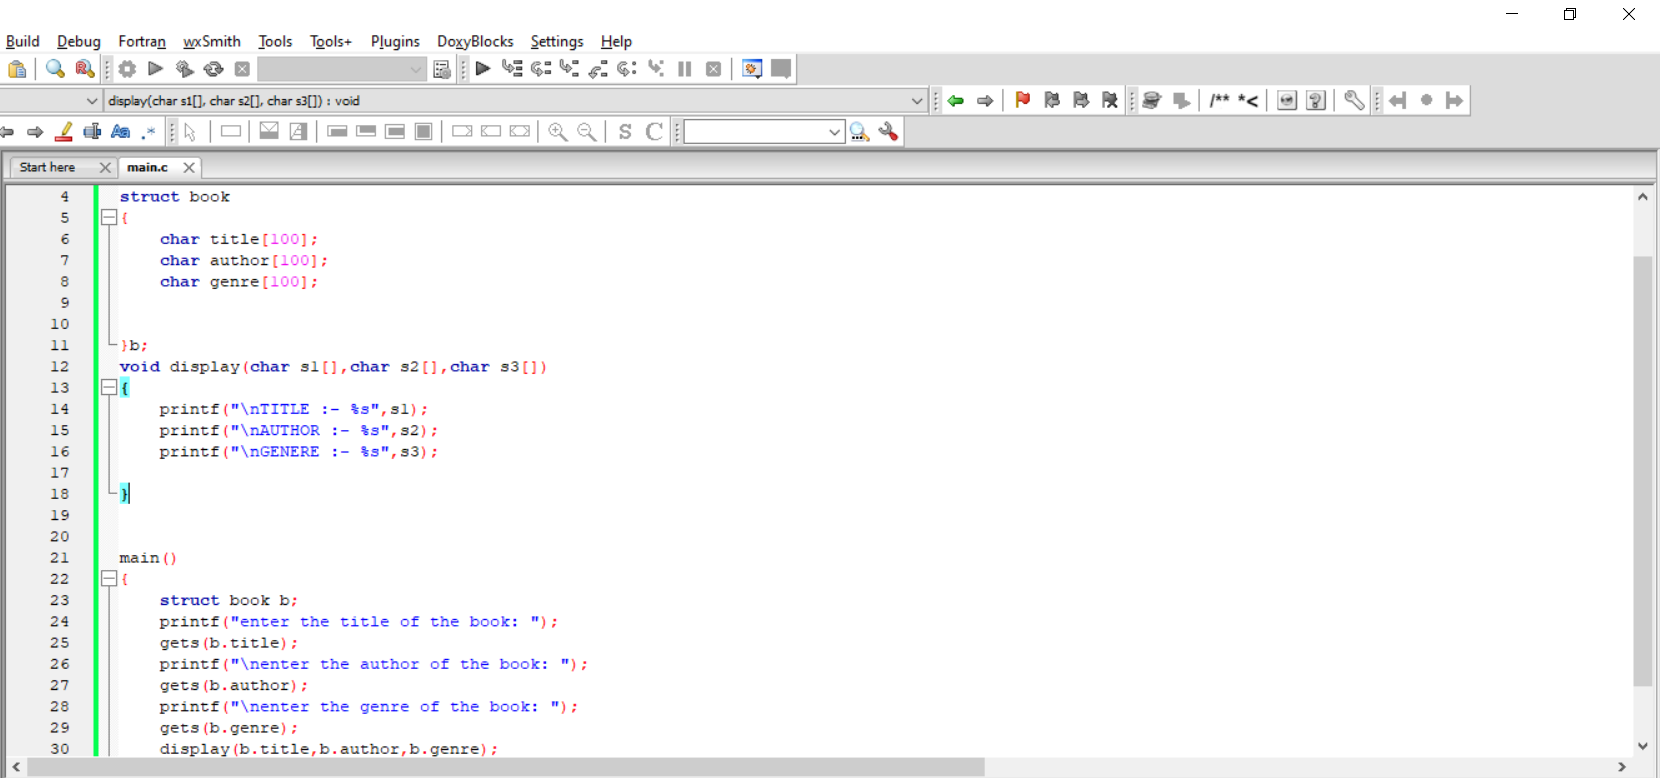 Build Debug Fortran wxSmith Tools Tools+ Plugins DoxyBlocks Settings Help
display(char s1[], char s2[], char s3[]) : void
/** *<
Aa .*
S C
Start here main.c
4 struct book
5 {
6 char title[100];
7 char author[100];
8 char genre[100];
9
10
11 }b;
12 void display(char s1[],char s2[],char s3[])
13 {
14 printf("\nTITLE :- %s",s1);
15 printf("\nAUTHOR :- %s",s2);
16 printf("\nGENERE :- %s",s3);
17
18 }
19
20
21 main()
22 {
23 struct book b;
24 printf("enter the title of the book: ");
25 gets(b.title);
26 printf("\nenter the author of the book: ");
27 gets(b.author);
28 printf("\nenter the genre of the book: ");
29 gets(b.genre);
30 display(b.title,b.author,b.genre);